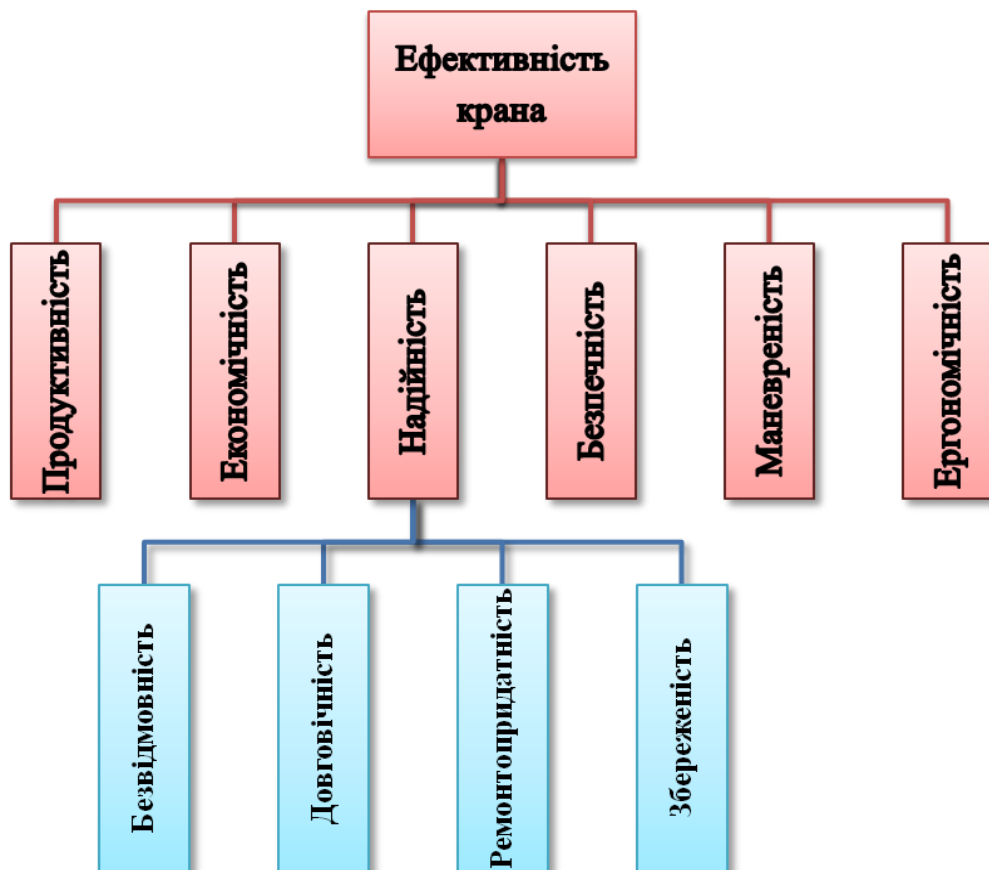 Ефективність
крана
Продуктивність
Економічність
Надійність
Безпечність
Маневреність
Ергономічність
Безвідмовність
Довговічність
Ремонтопридатність
Збереженість